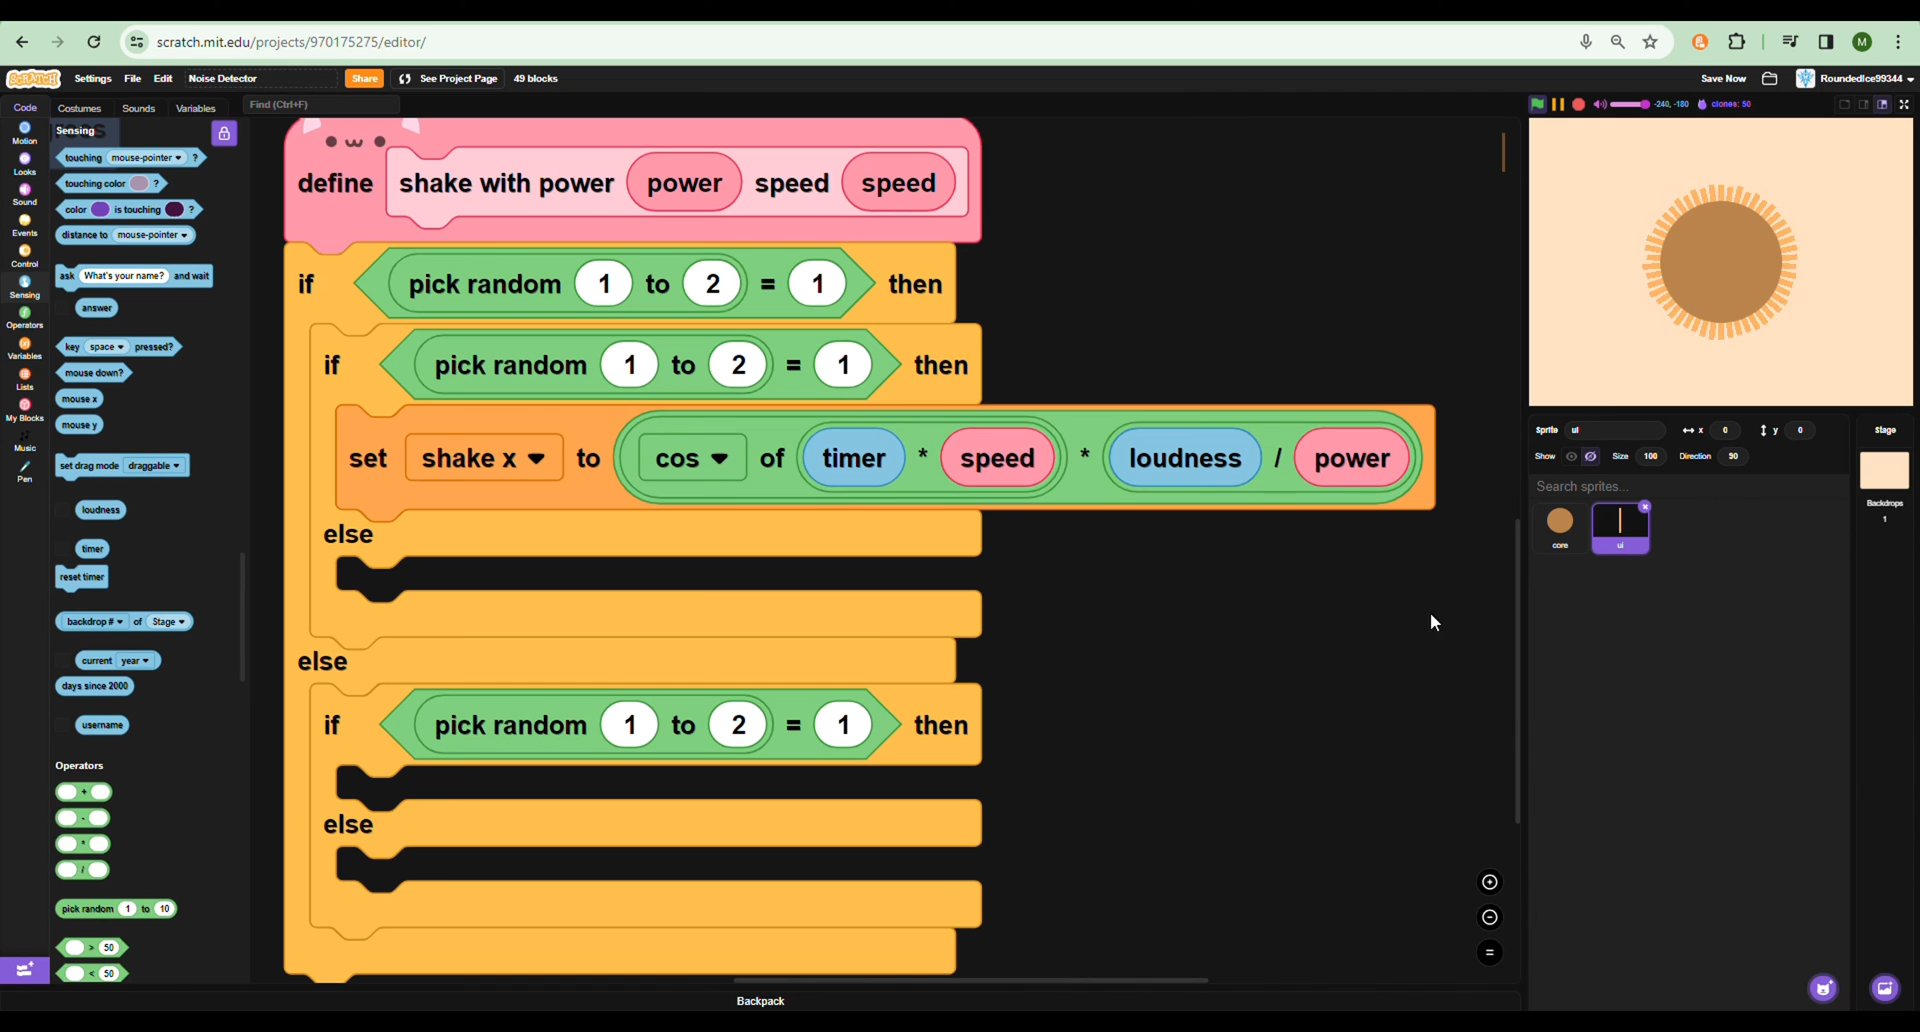 scratch.mit.edu/projects/970175275/editor/
M
SCRATCH Settings File Edit Noise Detector Share See Project Page 49 blocks Save Now RoundedIce99344
Code Costumes Sounds Variables Find (Ctrl+F) -240, -180 clones: 50
Motion
Looks
Sound
Events
Control
Sensing
Operators
Variables
Lists
My Blocks
Music
Pen
Sensing
touching mouse-pointer ?
touching color ?
color is touching ?
distance to mouse-pointer
ask What's your name? and wait
answer
key space pressed?
mouse down?
mouse x
mouse y
set drag mode draggable
loudness
timer
reset timer
backdrop # of Stage
current year
days since 2000
username
Operators
+
-
*
/
pick random 1 to 10
> 50
< 50
define shake with power power speed speed
if pick random 1 to 2 = 1 then
if pick random 1 to 2 = 1 then
set shake x to cos of timer * speed * loudness / power
else
else
if pick random 1 to 2 = 1 then
else
Sprite ui x 0 y 0
Show Size 100 Direction 90
Search sprites...
core
ui
Stage
Backdrops
1
Backpack